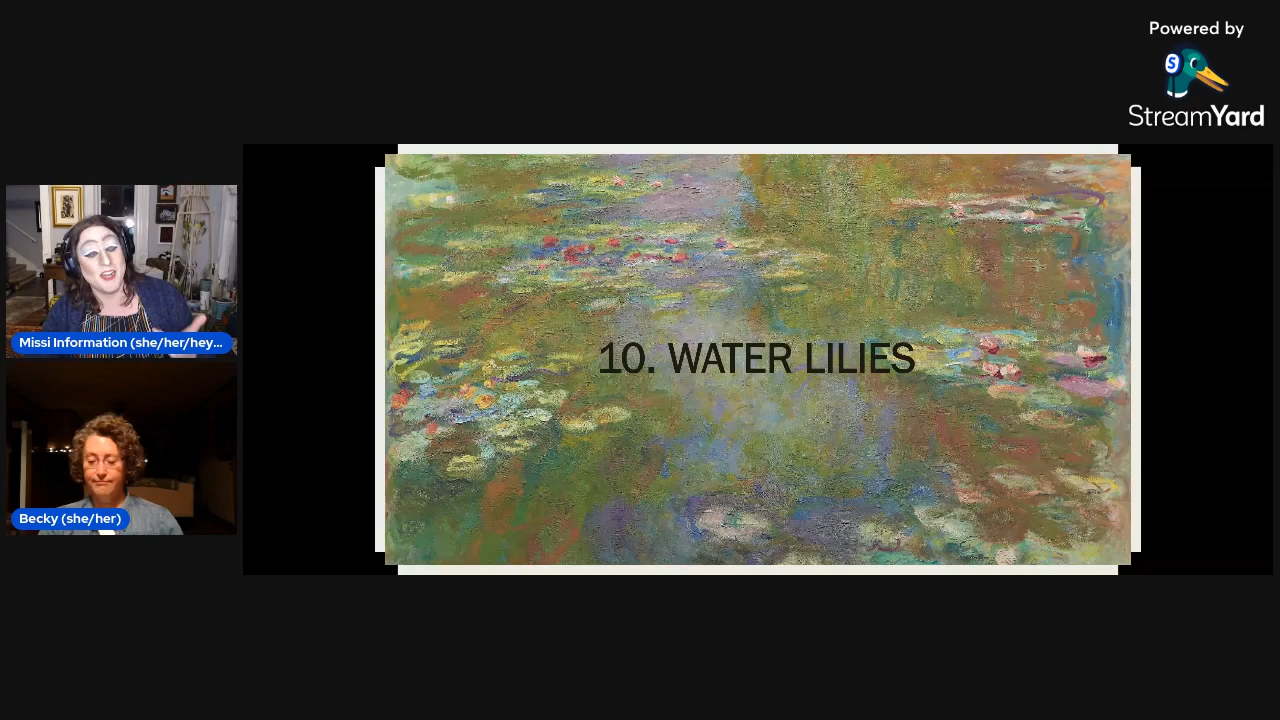 Powered by
StreamYard
Missi Information (she/her/hey...
Becky (she/her)
10. WATER LILIES